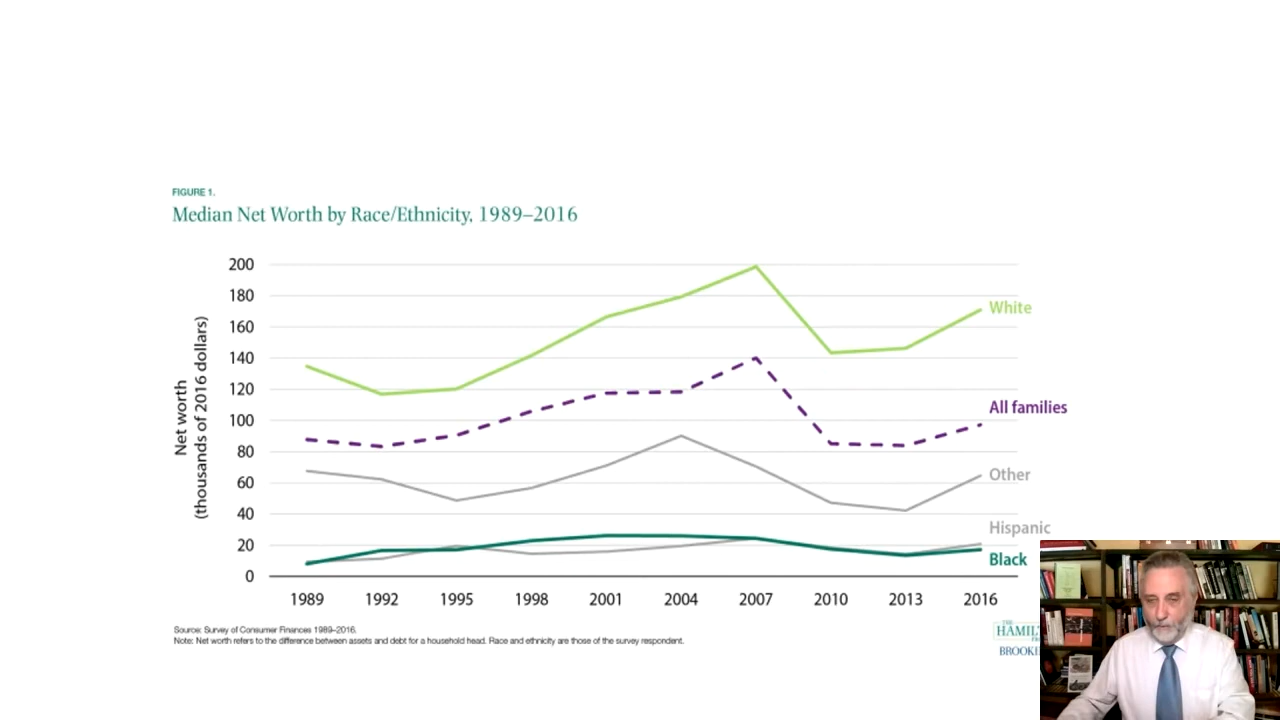 FIGURE 1.
Median Net Worth by Race/Ethnicity, 1989–2016
Net worth
(thousands of 2016 dollars)
200
180
160
140
120
100
80
60
40
20
0
White
All families
Other
Hispanic
Black
1989 1992 1995 1998 2001 2004 2007 2010 2013 2016
Source: Survey of Consumer Finances 1989–2016.
Note: Net worth refers to the difference between assets and debt for a household head. Race and ethnicity are those of the survey respondent.
THE
HAMIL
BROOKI